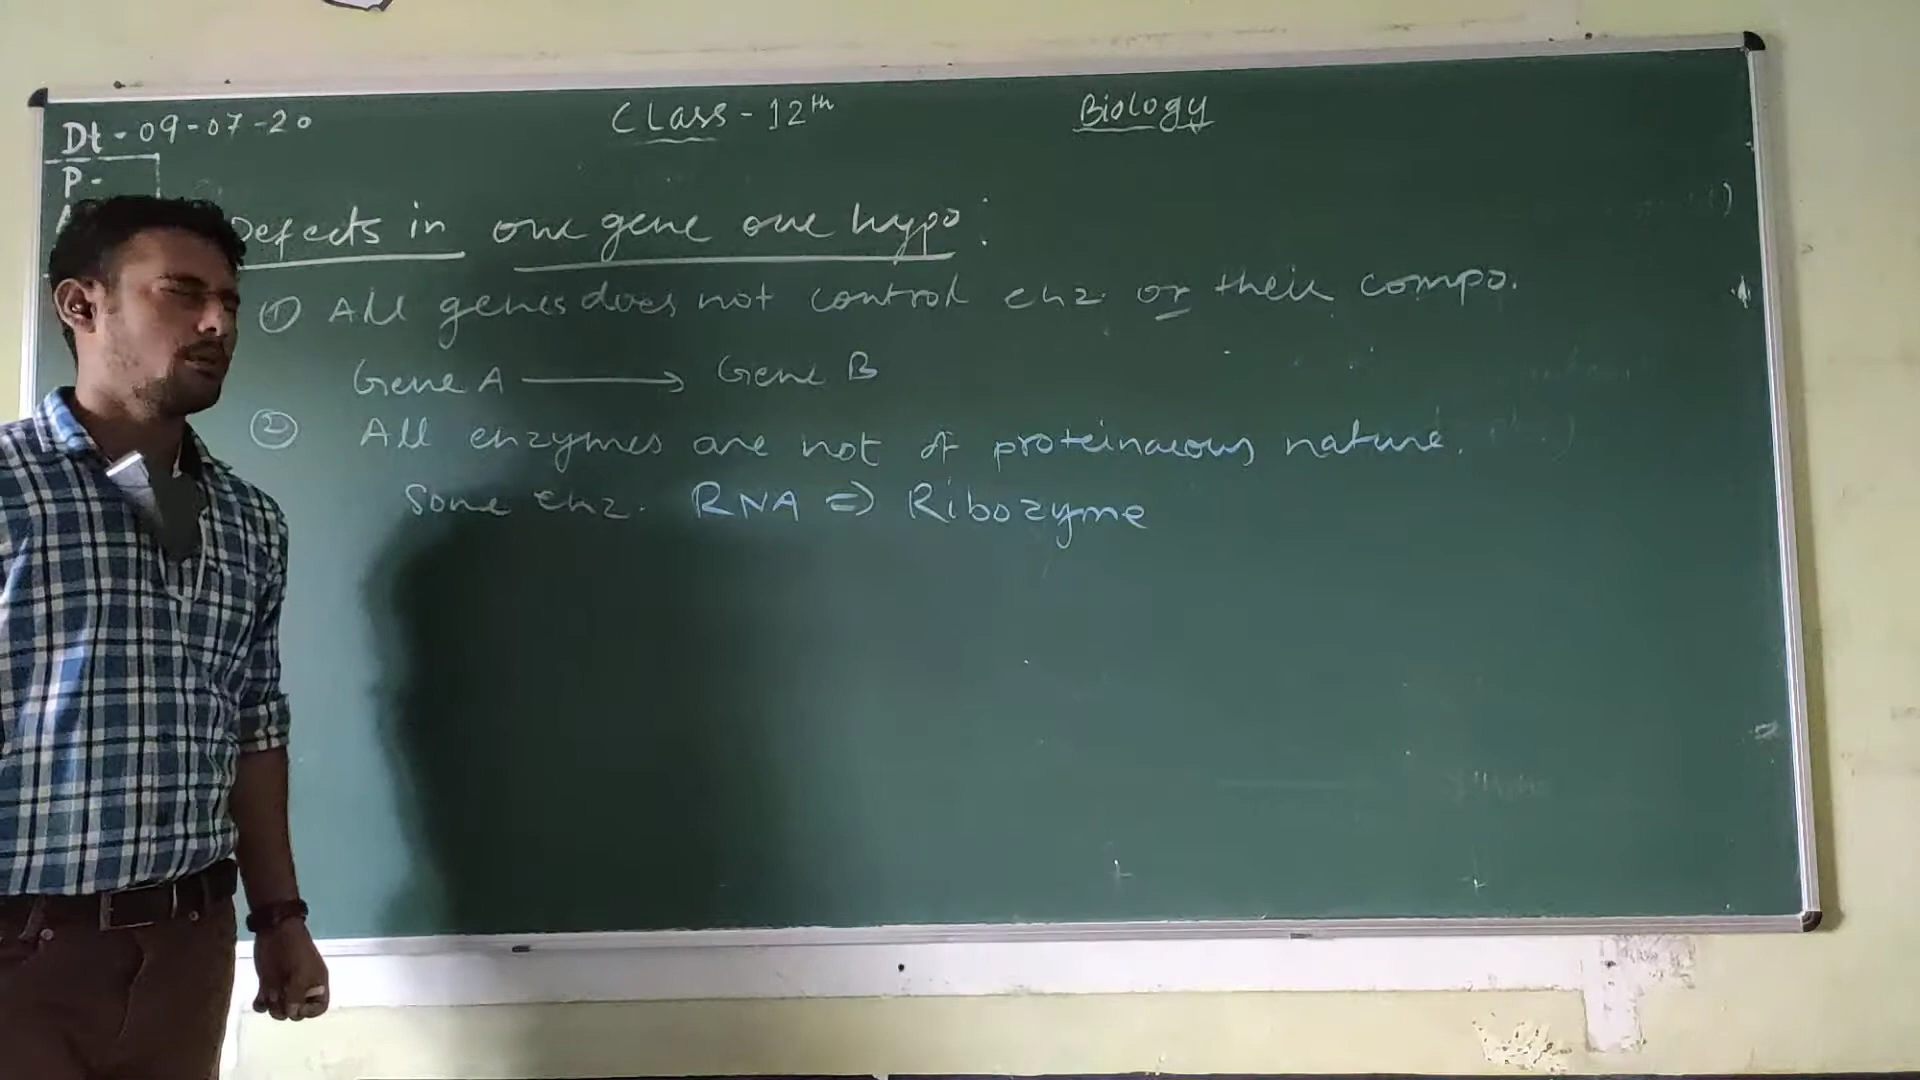 Dt - 09-07-20
Class - 12th
Biology
P -
Defects in one gene one hypo:
① All genes does not control enz. or their compo.
Gene A ⟶ Gene B
② All enzymes are not of proteinaceous nature.
Some enz. RNA => Ribozyme